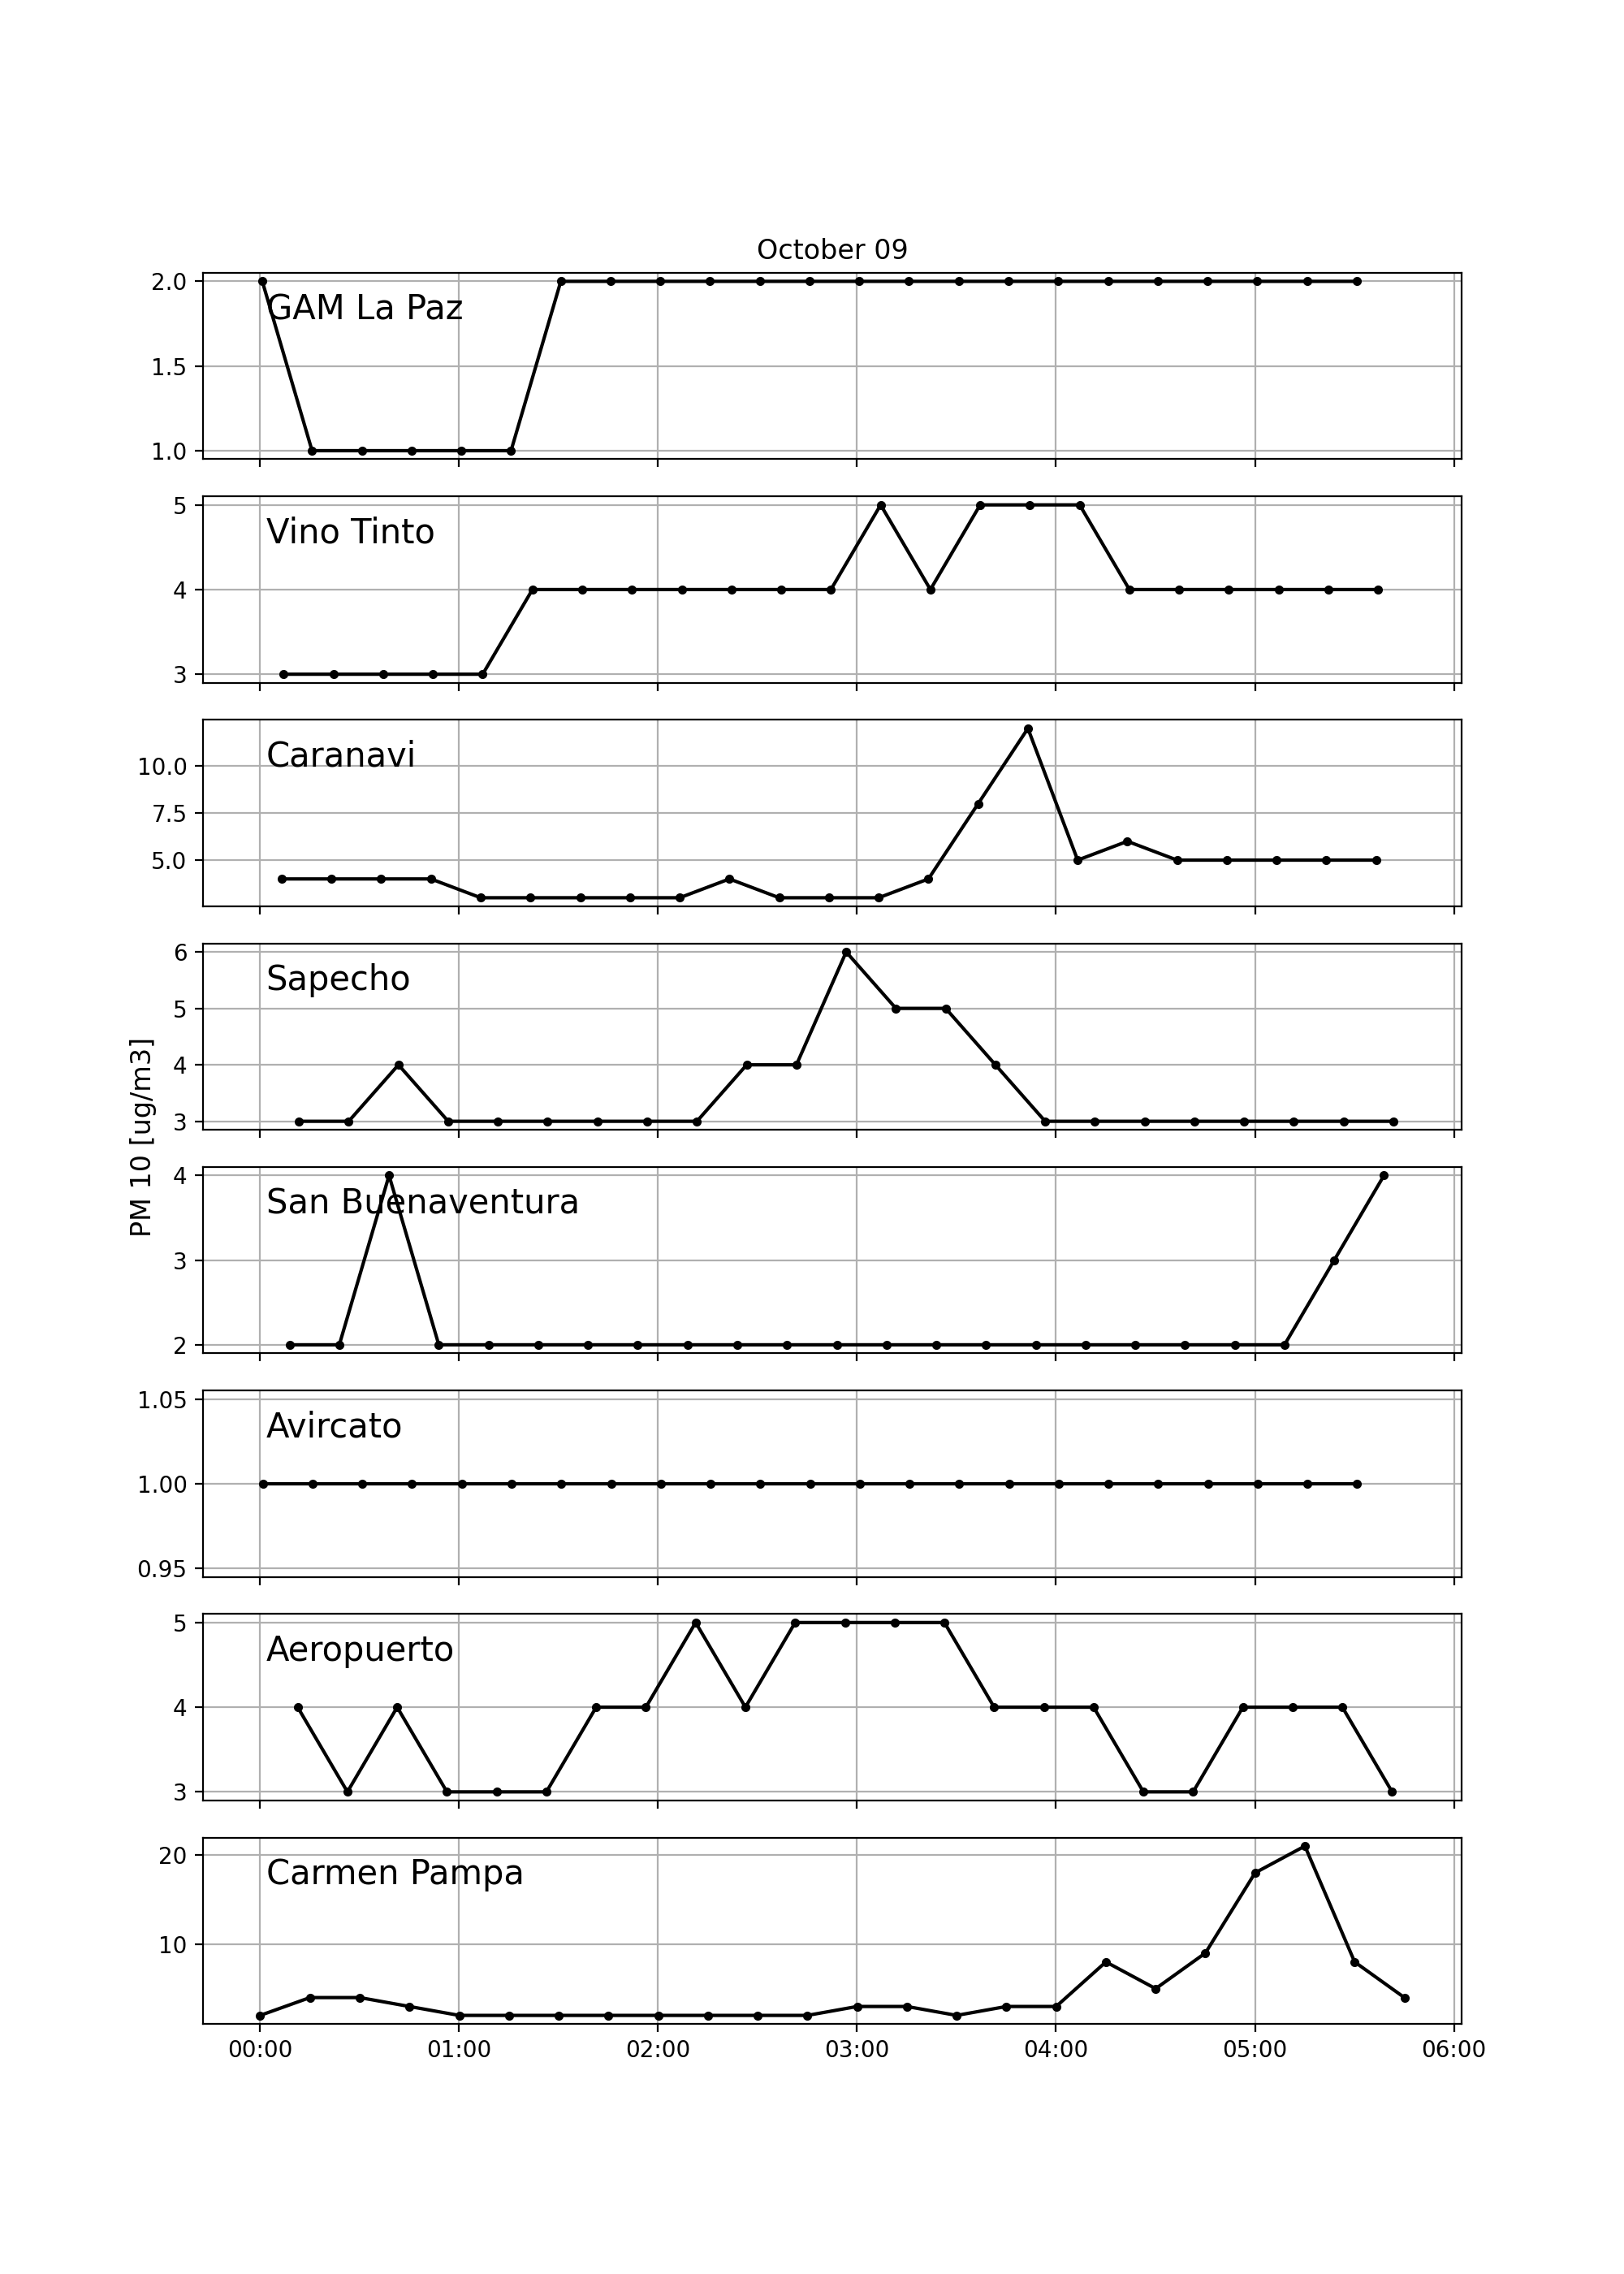 October 09
2.0
GAM La Paz
1.5
1.0
5
Vino Tinto
4
3
Caranavi
10.0
7.5
5.0
6
Sapecho
5
4
3
PM 10 [ug/m3]
4
San Buenaventura
3
2
1.05
Avircato
1.00
0.95
5
Aeropuerto
4
3
20
Carmen Pampa
10
00:00 01:00 02:00 03:00 04:00 05:00 06:00